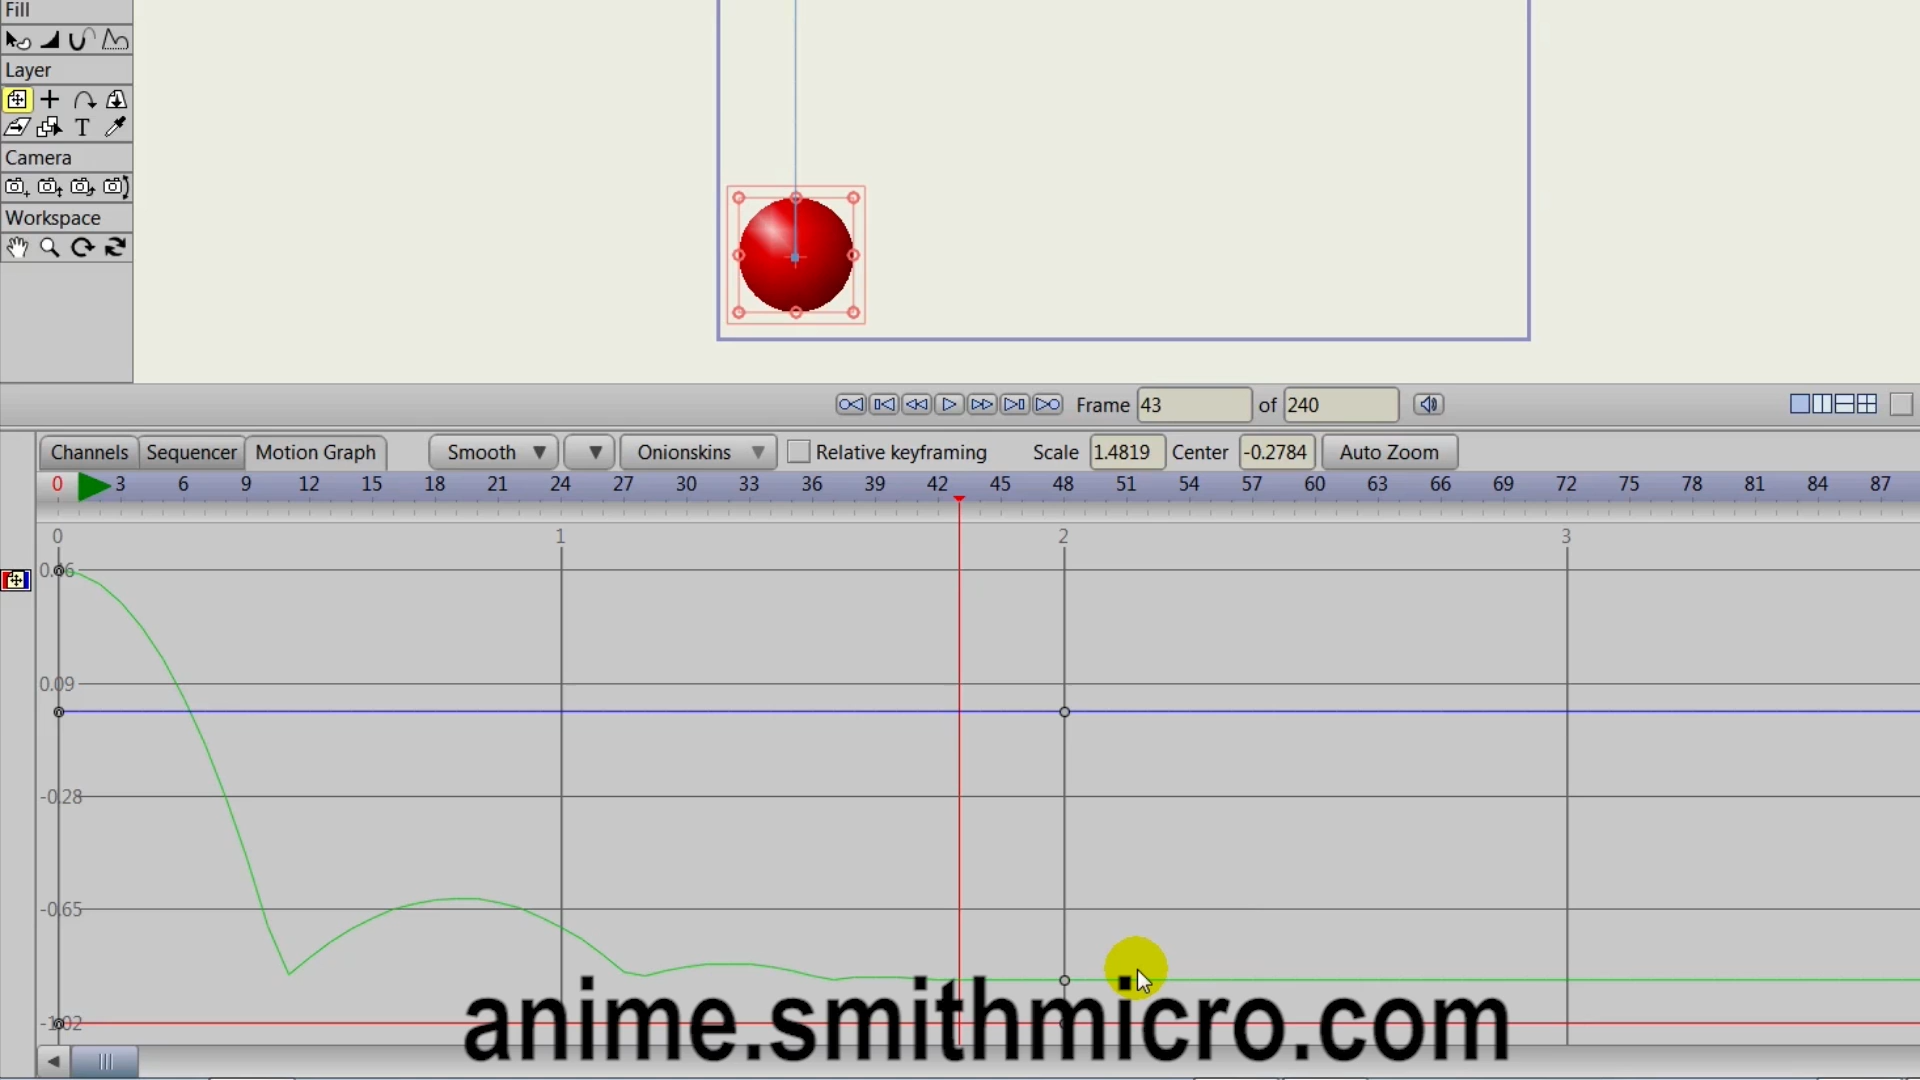 Fill
Layer
T
Camera
Workspace
Frame 43 of 240
Channels Sequencer Motion Graph Smooth Onionskins Relative keyframing Scale 1.4819 Center -0.2784 Auto Zoom
0 3 6 9 12 15 18 21 24 27 30 33 36 39 42 45 48 51 54 57 60 63 66 69 72 75 78 81 84 87
0 1 2 3
0.09
-0.28
-0.65
-1.02
anime.smithmicro.com